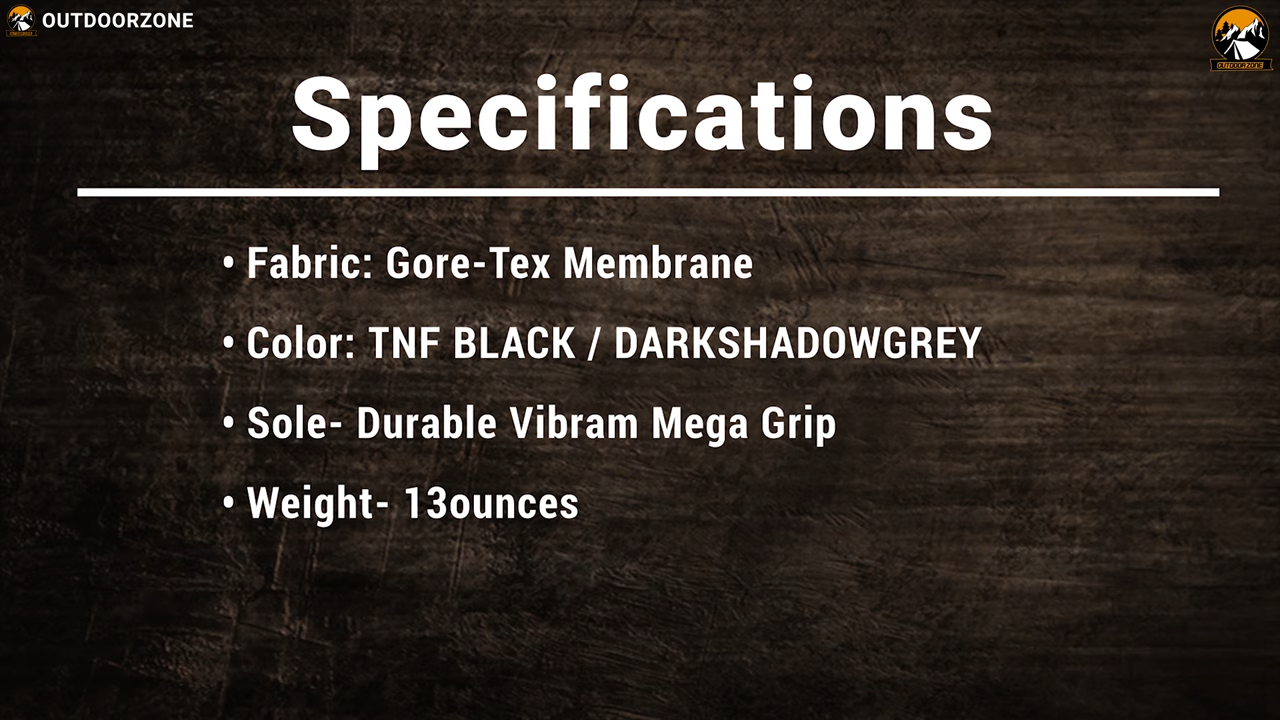 OUTDOORZONE
OUTDOORZONE
Specifications
• Fabric: Gore-Tex Membrane
• Color: TNF BLACK / DARKSHADOWGREY
• Sole- Durable Vibram Mega Grip
• Weight- 13ounces